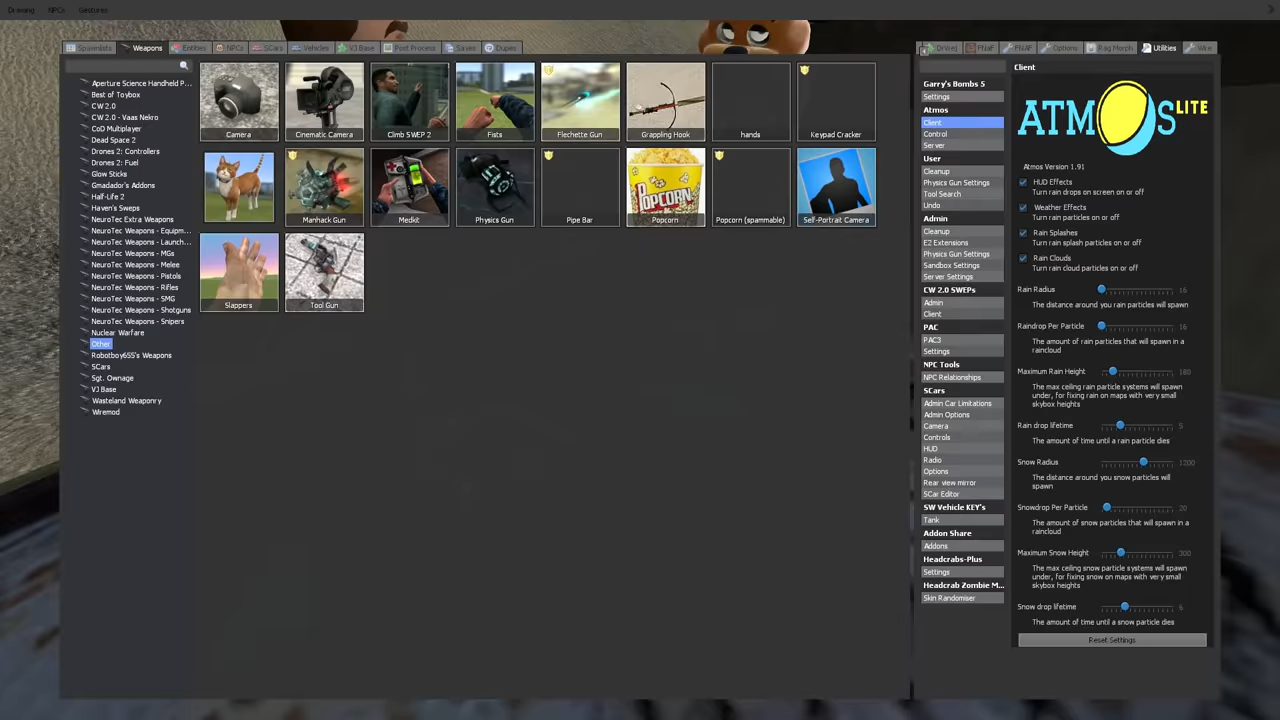 Drawing NPCs Gestures
Spawnlists Weapons Entities NPCs SCars Vehicles VJ Base Post Process Saves Dupes
Aperture Science Handheld P...
Best of Toybox
CW 2.0
CW 2.0 - Vaas Nekro
CoD Multiplayer
Dead Space 2
Drones 2: Controllers
Drones 2: Fuel
Glow Sticks
Gmadador's Addons
Half-Life 2
Haven's Sweps
NeuroTec Extra Weapons
NeuroTec Weapons - Equipm...
NeuroTec Weapons - Launch...
NeuroTec Weapons - MGs
NeuroTec Weapons - Melee
NeuroTec Weapons - Pistols
NeuroTec Weapons - Rifles
NeuroTec Weapons - SMG
NeuroTec Weapons - Shotguns
NeuroTec Weapons - Snipers
Nuclear Warfare
Other
Robotboy655's Weapons
SCars
Sgt. Ownage
VJ Base
Wasteland Weaponry
Wiremod
Camera Cinematic Camera Climb SWEP 2 Fists Flechette Gun Grappling Hook hands Keypad Cracker
Manhack Gun Medkit Physics Gun Pipe Bar Popcorn Popcorn (spammable) Self-Portrait Camera
POPCORN
Slappers Tool Gun
FNaF FNAF Options Rag Morph Utilities Wire
Garry's Bombs 5
Settings
Atmos
Client
Control
Server
User
Cleanup
Physics Gun Settings
Tool Search
Undo
Admin
Cleanup
E2 Extensions
Physics Gun Settings
Sandbox Settings
Server Settings
CW 2.0 SWEPs
Admin
Client
PAC
PAC3
Settings
NPC Tools
NPC Relationships
SCars
Admin Car Limitations
Admin Options
Camera
Controls
HUD
Radio
Options
Rear view mirror
SCar Editor
SW Vehicle KEY's
Tank
Addon Share
Addons
Headcrabs-Plus
Settings
Headcrab Zombie M...
Skin Randomiser
Client
ATMOS LITE
Atmos Version 1.91
HUD Effects
Turn rain drops on screen on or off
Weather Effects
Turn rain particles on or off
Rain Splashes
Turn rain splash particles on or off
Rain Clouds
Turn rain cloud particles on or off
Rain Radius 16
The distance around you rain particles will spawn
Raindrop Per Particle 16
The amount of rain particles that will spawn in a
raincloud
Maximum Rain Height 180
The max ceiling rain particle systems will spawn
under, for fixing rain on maps with very small
skybox heights
Rain drop lifetime 5
The amount of time until a rain particle dies
Snow Radius 1200
The distance around you snow particles will
spawn
Snowdrop Per Particle 20
The amount of snow particles that will spawn in a
raincloud
Maximum Snow Height 200
The max ceiling snow particle systems will spawn
under, for fixing snow on maps with very small
skybox heights
Snow drop lifetime 6
The amount of time until a snow particle dies
Reset Settings